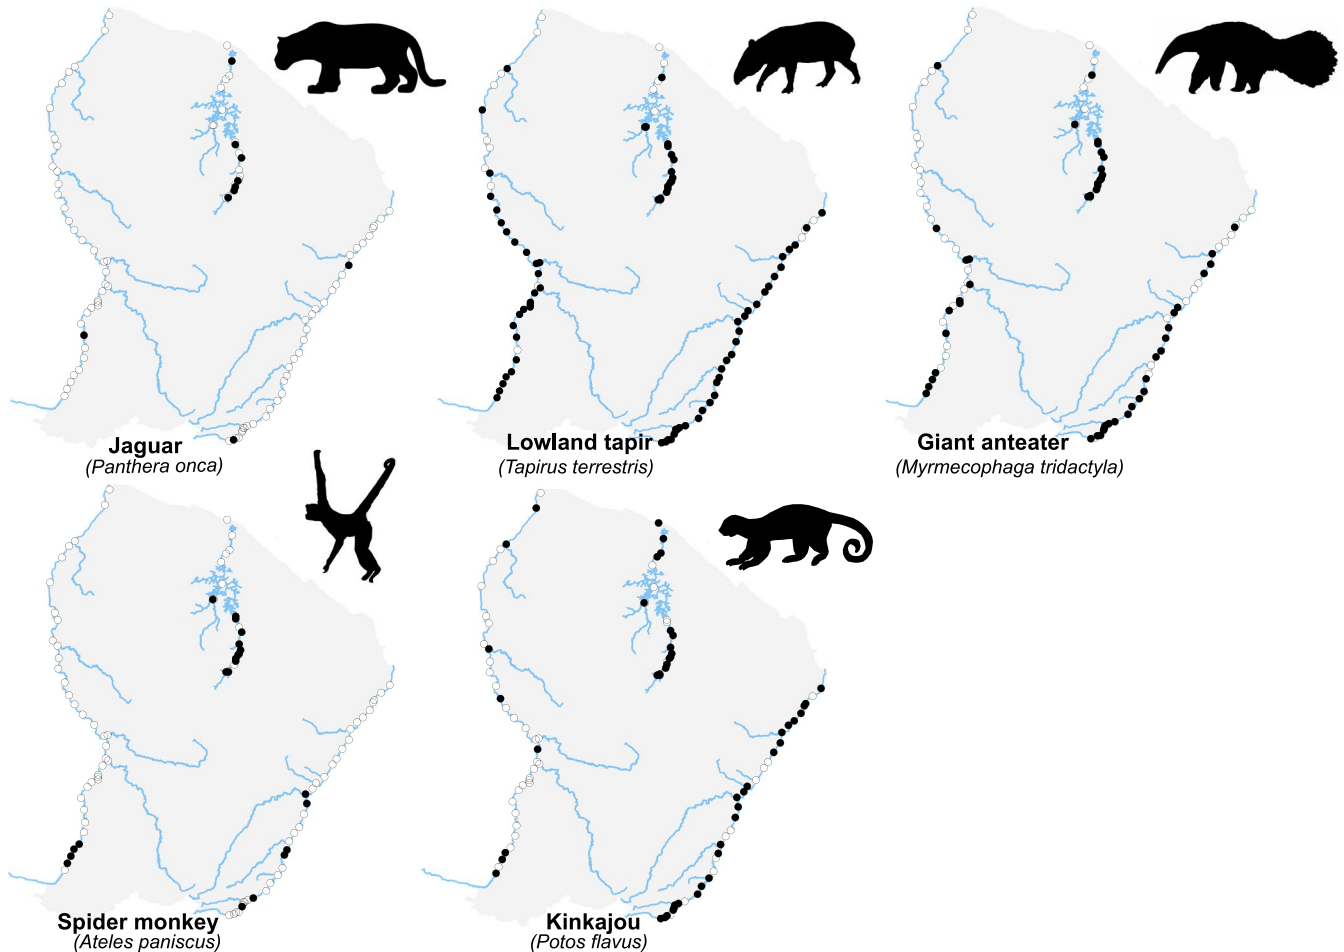 Jaguar
(Panthera onca)
Lowland tapir
(Tapirus terrestris)
Giant anteater
(Myrmecophaga tridactyla)
Spider monkey
(Ateles paniscus)
Kinkajou
(Potos flavus)